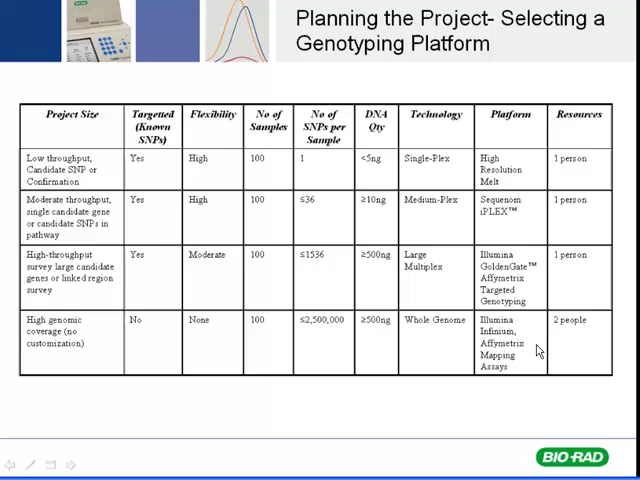 Planning the Project- Selecting a
Genotyping Platform
Project Size Targetted (Known SNPs) Flexibility No of Samples No of SNPs per Sample DNA Qty Technology Platform Resources
Low throughput, Candidate SNP or Confirmation Yes High 100 1 <5ng Single-Plex High Resolution Melt 1 person
Moderate throughput, single candidate gene or candidate SNPs in pathway Yes High 100 ≤36 ≥10ng Medium-Plex Sequenom iPLEX™ 1 person
High-throughput survey large candidate genes or linked region survey Yes Moderate 100 ≤1536 ≥500ng Large Multiplex Illumina GoldenGate™ Affymetrix Targeted Genotyping 1 person
High genomic coverage (no customization) No None 100 ≤2,500,000 ≥500ng Whole Genome Illumina Infinium, Affymetrix Mapping Assays 2 people
BIO-RAD